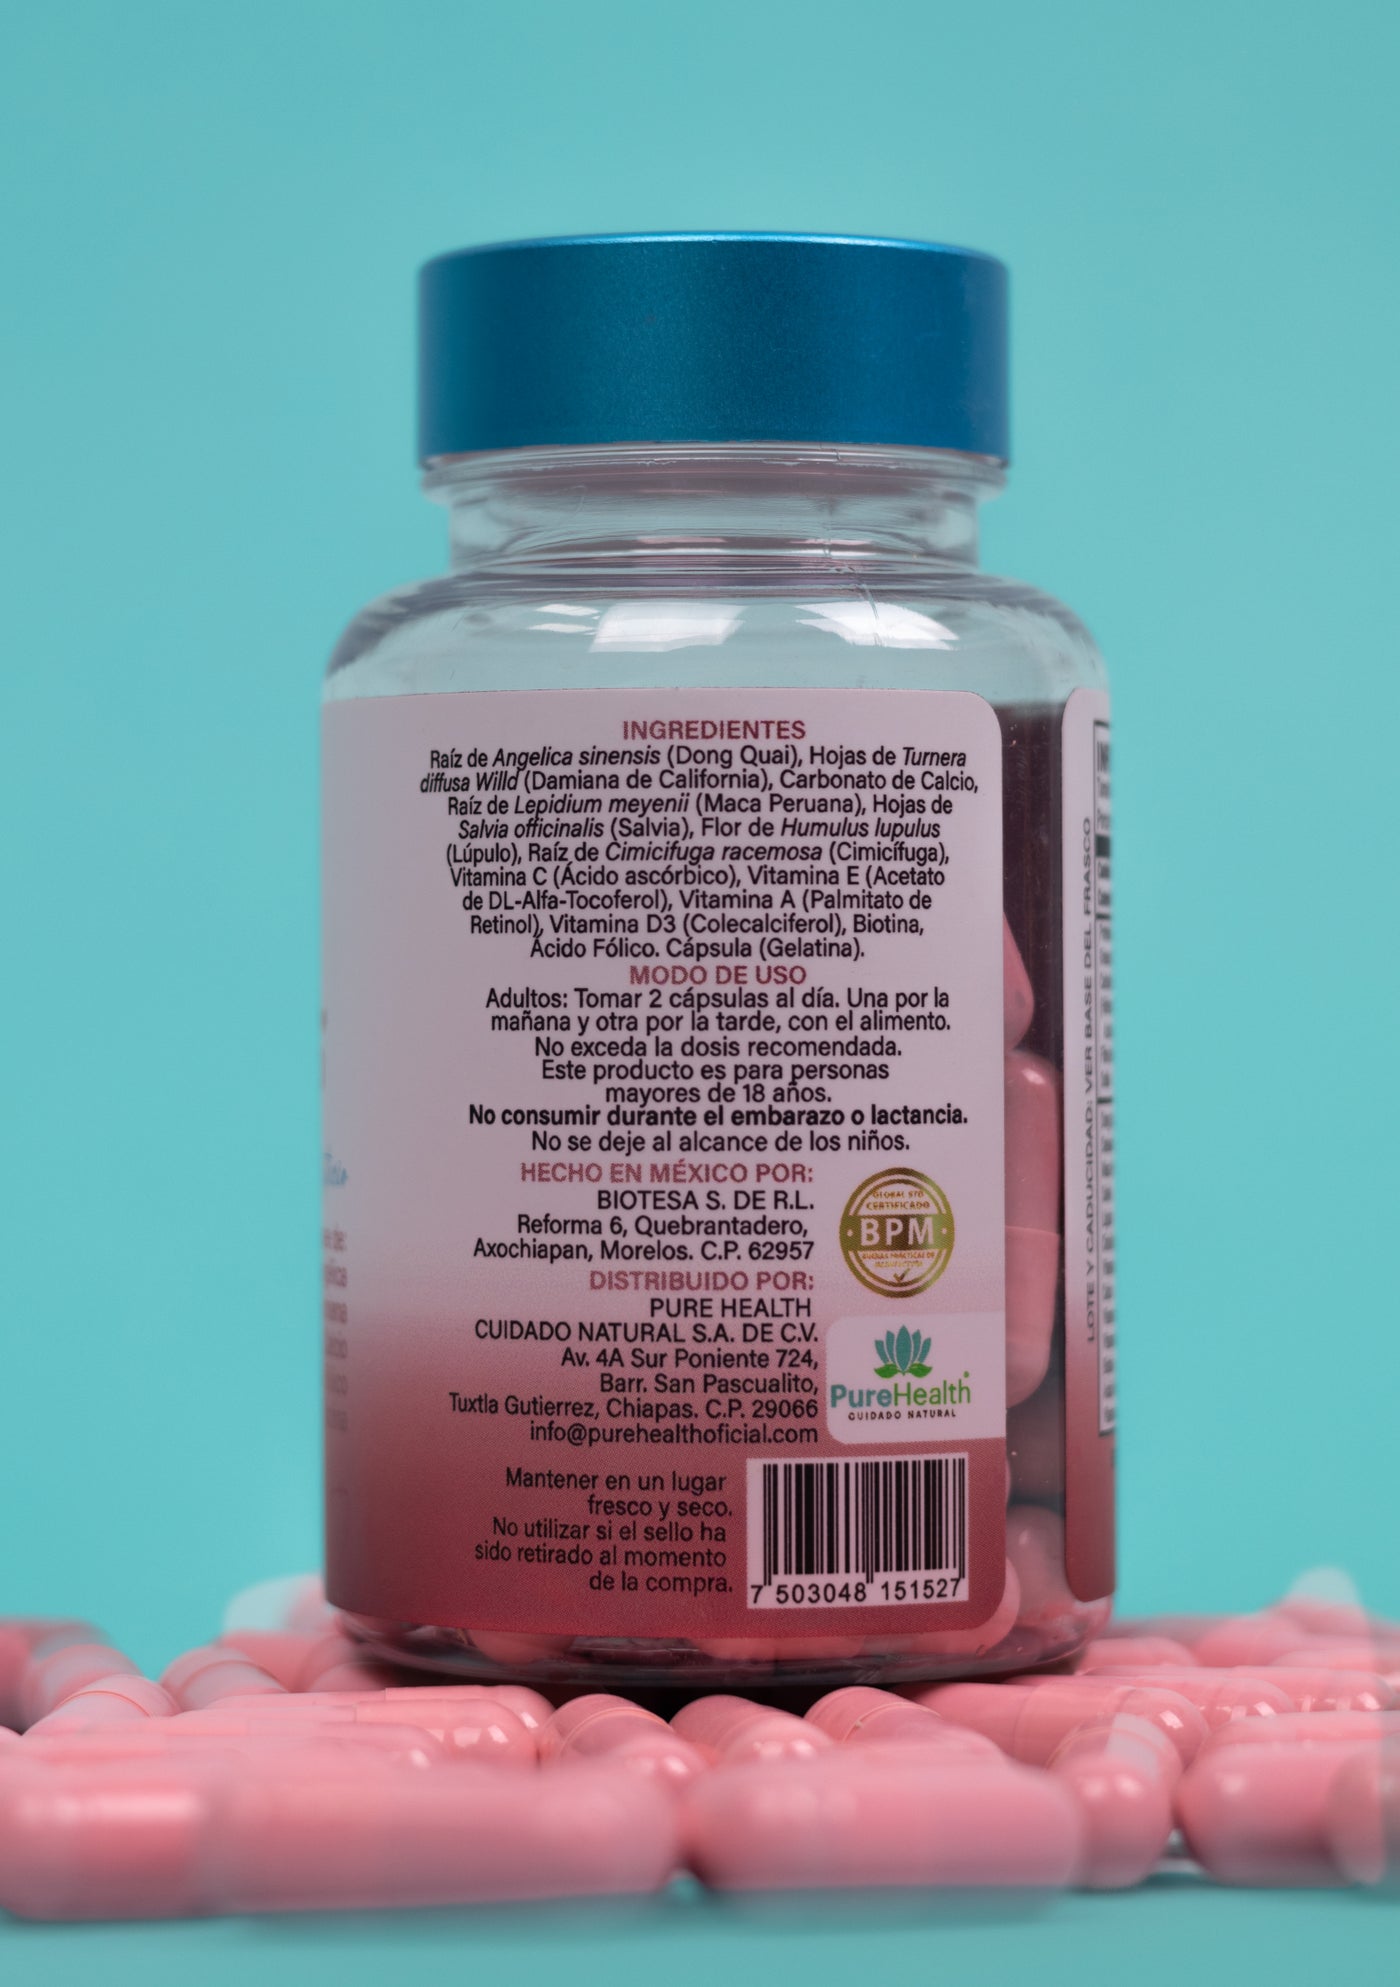 INGREDIENTES
Raíz de Angelica sinensis (Dong Quai), Hojas de Turnera
diffusa Willd (Damiana de California), Carbonato de Calcio,
Raíz de Lepidium meyenii (Maca Peruana), Hojas de
Salvia officinalis (Salvia), Flor de Humulus lupulus
(Lúpulo), Raíz de Cimicifuga racemosa (Cimicífuga),
Vitamina C (Ácido ascórbico), Vitamina E (Acetato
de DL-Alfa-Tocoferol), Vitamina A (Palmitato de
Retinol), Vitamina D3 (Colecalciferol), Biotina,
Ácido Fólico. Cápsula (Gelatina).
MODO DE USO
Adultos: Tomar 2 cápsulas al día. Una por la
mañana y otra por la tarde, con el alimento.
No exceda la dosis recomendada.
Este producto es para personas
mayores de 18 años.
No consumir durante el embarazo o lactancia.
No se deje al alcance de los niños.
HECHO EN MÉXICO POR:
BIOTESA S. DE R.L.
Reforma 6, Quebrantadero,
Axochiapan, Morelos. C.P. 62957
GLOBAL STD
CERTIFICADO
BPM
DISTRIBUIDO POR:
PURE HEALTH
CUIDADO NATURAL S.A. DE C.V.
Av. 4A Sur Poniente 724,
Barr. San Pascualito,
Tuxtla Gutierrez, Chiapas. C.P. 29066
info@purehealthoficial.com
PureHealth
CUIDADO NATURAL
Mantener en un lugar
fresco y seco.
No utilizar si el sello ha
sido retirado al momento
de la compra.
7 503048 151527
LOTE Y CADUCIDAD: VER BASE DEL FRASCO